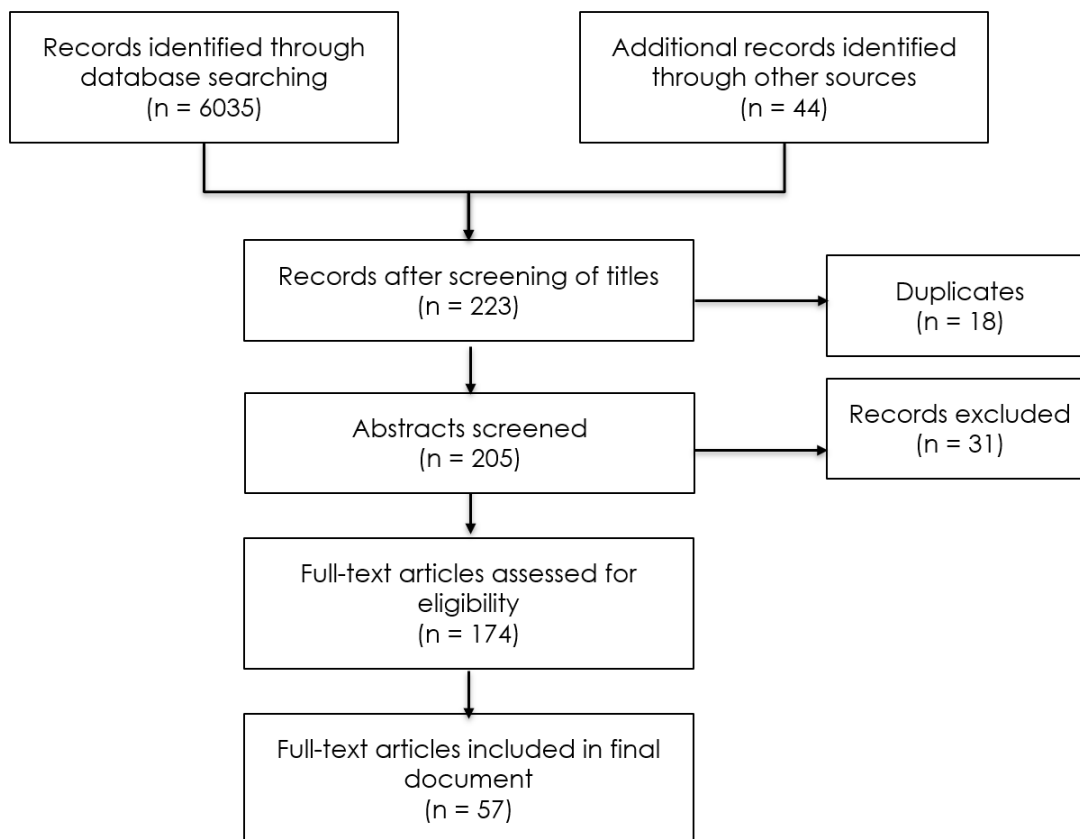 Records identified through
database searching
(n = 6035)
Additional records identified
through other sources
(n = 44)
Records after screening of titles
(n = 223)
Duplicates
(n = 18)
Abstracts screened
(n = 205)
Records excluded
(n = 31)
Full-text articles assessed for
eligibility
(n = 174)
Full-text articles included in final
document
(n = 57)